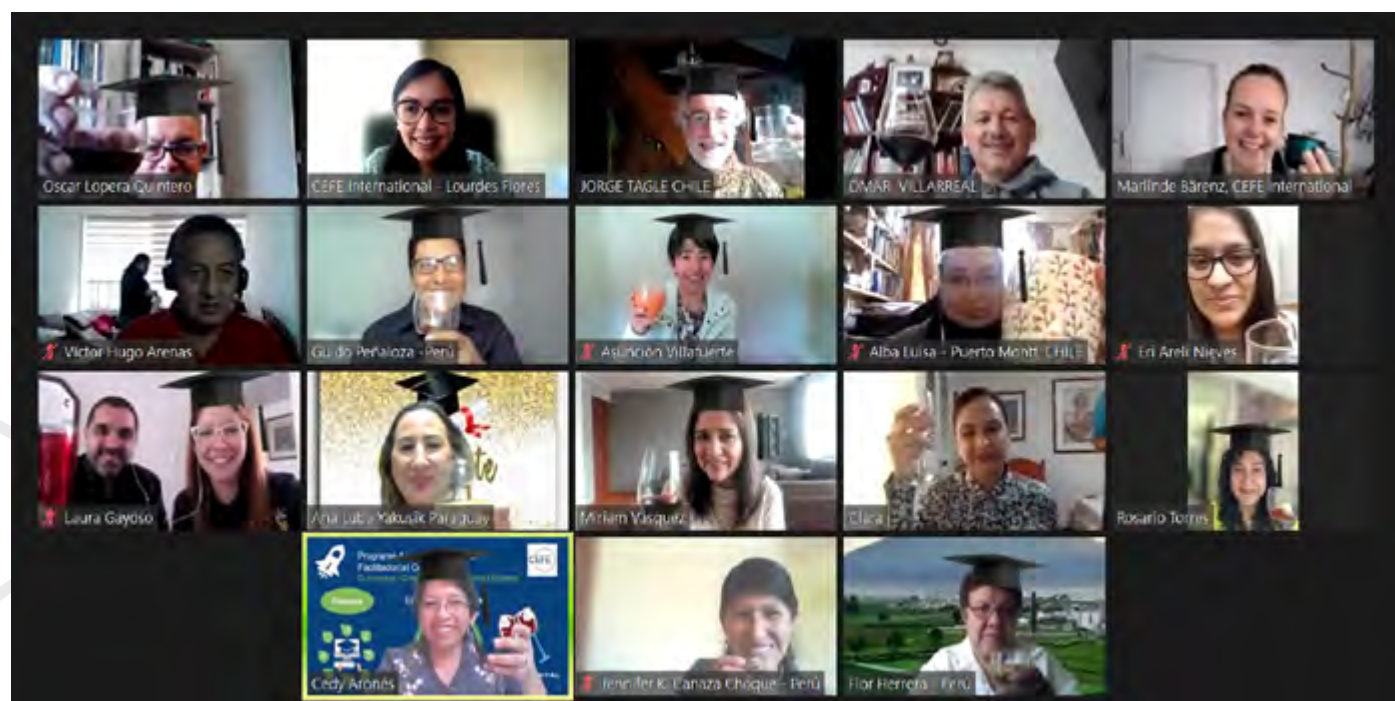 Oscar Lopera Quintero
CEFE International - Lourdes Flores
JORGE TAGLE CHILE
OMAR VILLARREAL
Marlinde Bärenz, CEFE International
Victor Hugo Arenas
Guido Peñaloza -Perú
Asunción Villafuerte
Alba Luisa - Puerto Montt, CHILE
Eri Areli Nieves
Laura Gayoso
Ana Luba Yakusik Paraguay
Miriam Vásquez
Clara
Rosario Torres
CEFE
Cedy Aronés
Jennifer K. Canaza Choque - Perú
Flor Herrera - Perú